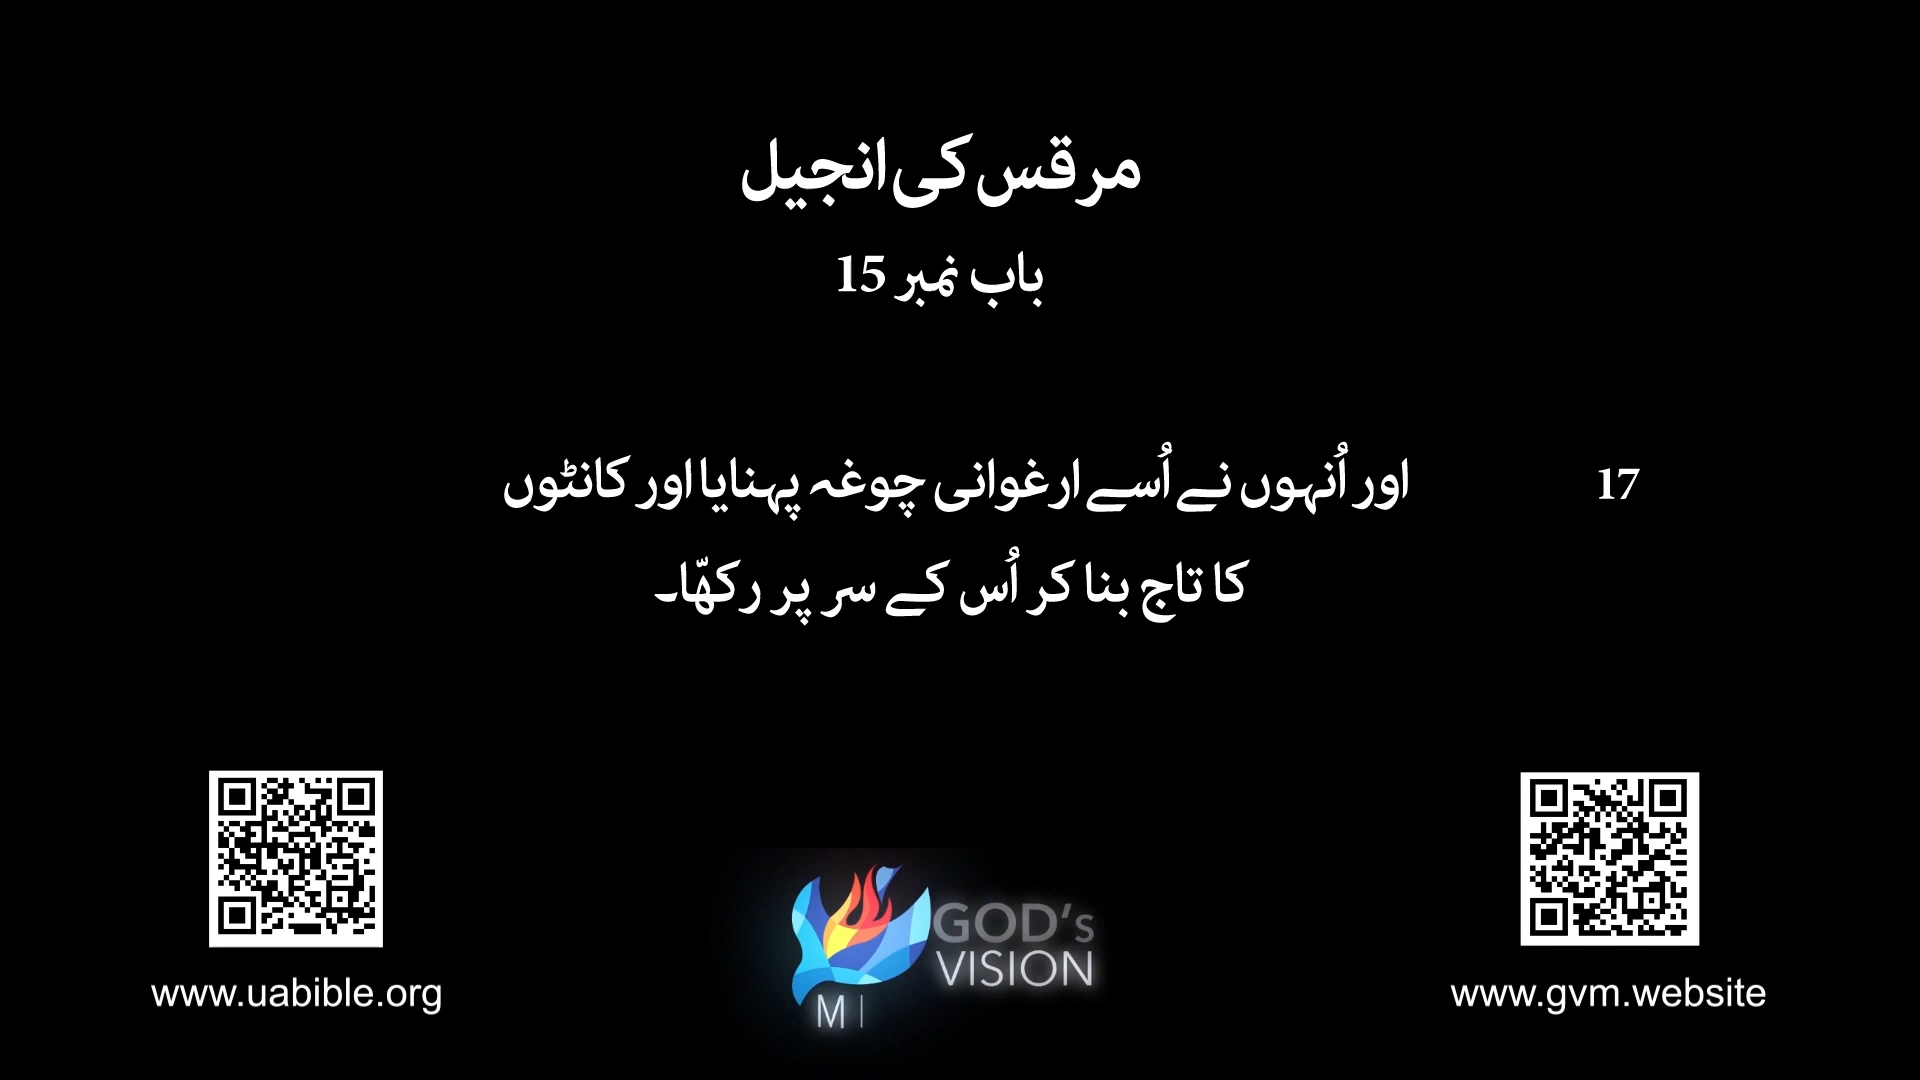 مرقس کی انجیل
باب نمبر 15
17 اور اُنہوں نے اُسے ارغوانی چوغہ پہنایا اور کانٹوں
کا تاج بنا کر اُس کے سر پر رکھّا۔
GOD's
VISION
M
www.uabible.org
www.gvm.website